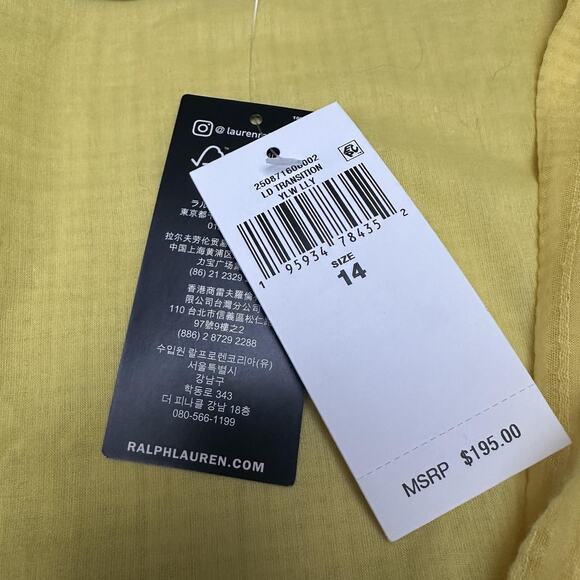 @ laurenra
ラル
東京都
01
拉尔夫劳伦贸
中国上海黄浦区
力宝广场
(86) 21 2329
香港商雷夫羅倫
限公司台灣分公司
110 台北市信義區松仁
97號9樓之2
(886) 2 8729 2288
수입원 랄프로렌코리아(유)
서울특별시
강남구
학동로 343
더 피나클 강남 18층
080-566-1199
RALPHLAUREN.COM
250871606002
LD TRANSITION
YLW LLY
1 95934 78435 2
SIZE
14
MSRP $195.00